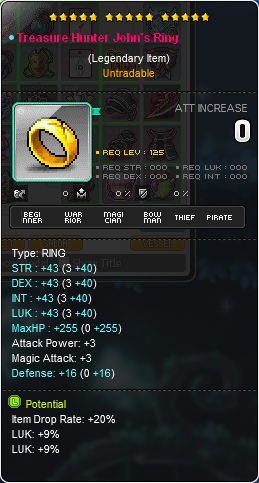 Treasure Hunter John's Ring
(Legendary Item)
Untradable
ATT INCREASE
0
REQ LEV : 125
REQ STR : 000 REQ LUK : 000
REQ DEX : 000 REQ INT : 000
0 0 % 0 %
BEGINNER WARRIOR MAGICIAN BOWMAN THIEF PIRATE
Type: RING
STR : +43 (3 +40)
DEX : +43 (3 +40)
INT : +43 (3 +40)
LUK : +43 (3 +40)
MaxHP : +255 (0 +255)
Attack Power: +3
Magic Attack: +3
Defense: +16 (0 +16)
L Potential
Item Drop Rate: +20%
LUK: +9%
LUK: +9%